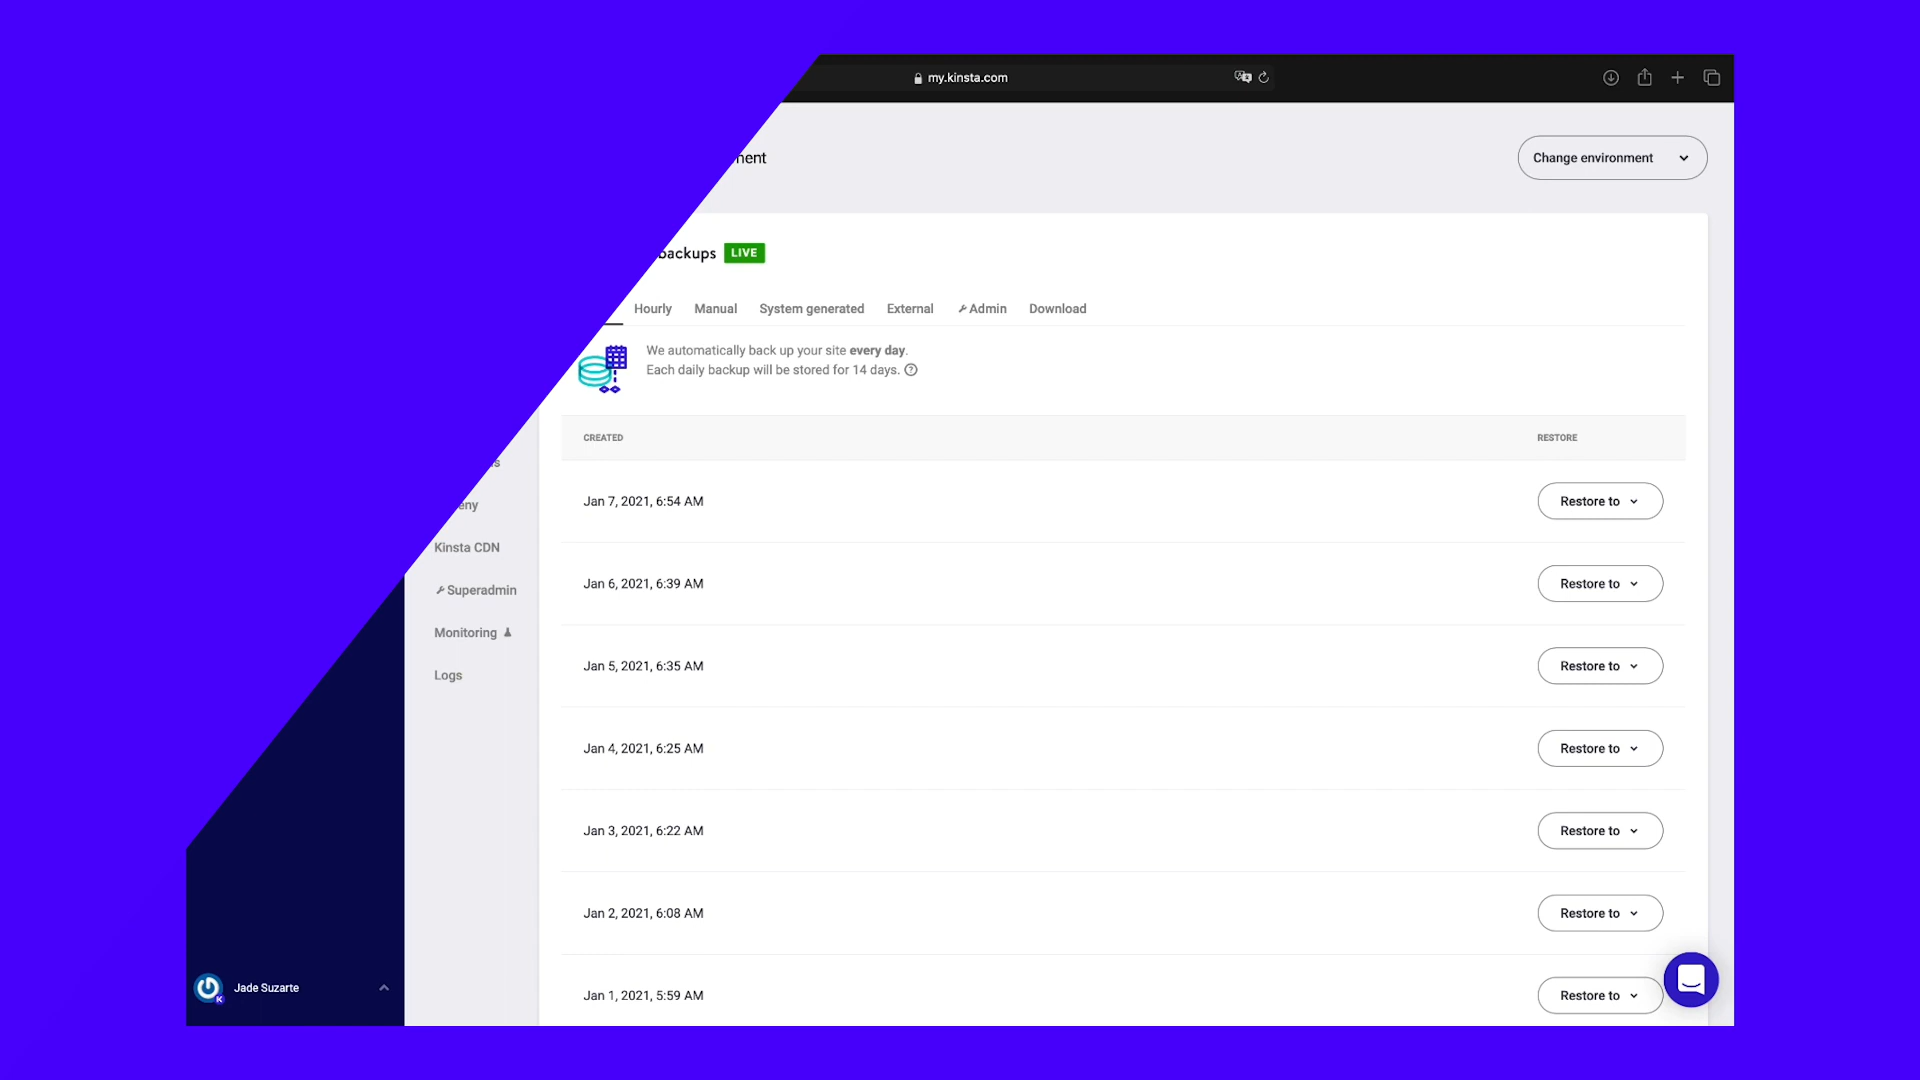 my.kinsta.com
Change environment
backups LIVE
Hourly Manual System generated External Admin Download
We automatically back up your site every day.
Each daily backup will be stored for 14 days.
CREATED RESTORE
Jan 7, 2021, 6:54 AM Restore to
Jan 6, 2021, 6:39 AM Restore to
Jan 5, 2021, 6:35 AM Restore to
Jan 4, 2021, 6:25 AM Restore to
Jan 3, 2021, 6:22 AM Restore to
Jan 2, 2021, 6:08 AM Restore to
Jan 1, 2021, 5:59 AM Restore to
Kinsta CDN
Superadmin
Monitoring
Logs
Jade Suzarte